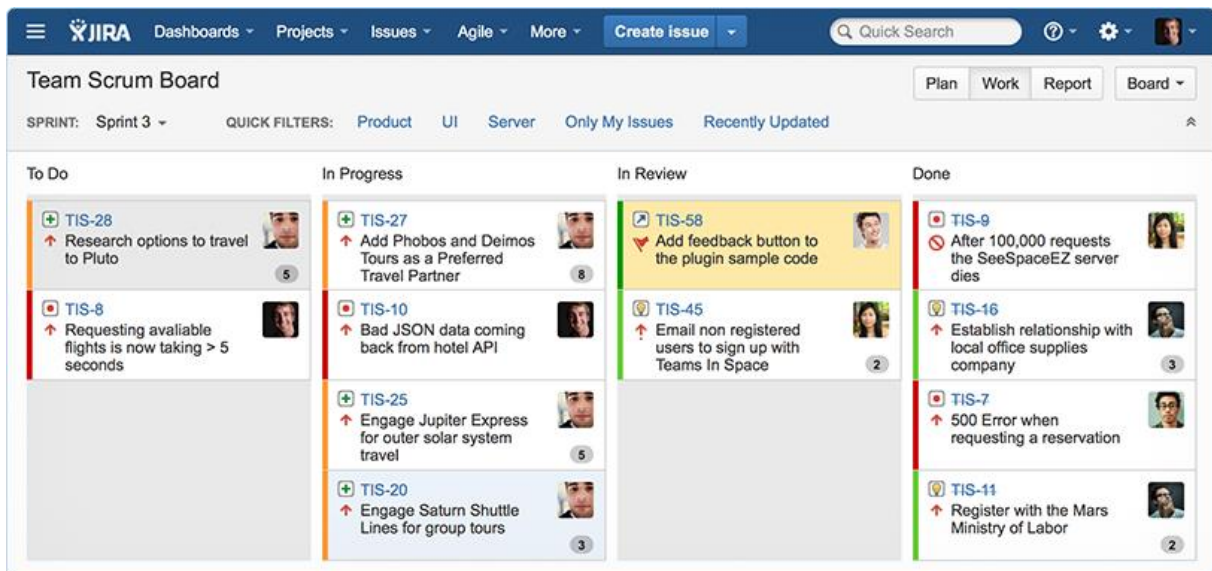 JIRA Dashboards Projects Issues Agile More Create issue Quick Search
Team Scrum Board
Plan Work Report Board
SPRINT: Sprint 3 QUICK FILTERS: Product UI Server Only My Issues Recently Updated
To Do
TIS-28
Research options to travel
to Pluto
5
TIS-8
Requesting avaliable
flights is now taking > 5
seconds
In Progress
TIS-27
Add Phobos and Deimos
Tours as a Preferred
Travel Partner
8
TIS-10
Bad JSON data coming
back from hotel API
TIS-25
Engage Jupiter Express
for outer solar system
travel
5
TIS-20
Engage Saturn Shuttle
Lines for group tours
3
In Review
TIS-58
Add feedback button to
the plugin sample code
TIS-45
Email non registered
users to sign up with
Teams In Space
2
Done
TIS-9
After 100,000 requests
the SeeSpaceEZ server
dies
TIS-16
Establish relationship with
local office supplies
company
3
TIS-7
500 Error when
requesting a reservation
TIS-11
Register with the Mars
Ministry of Labor
2